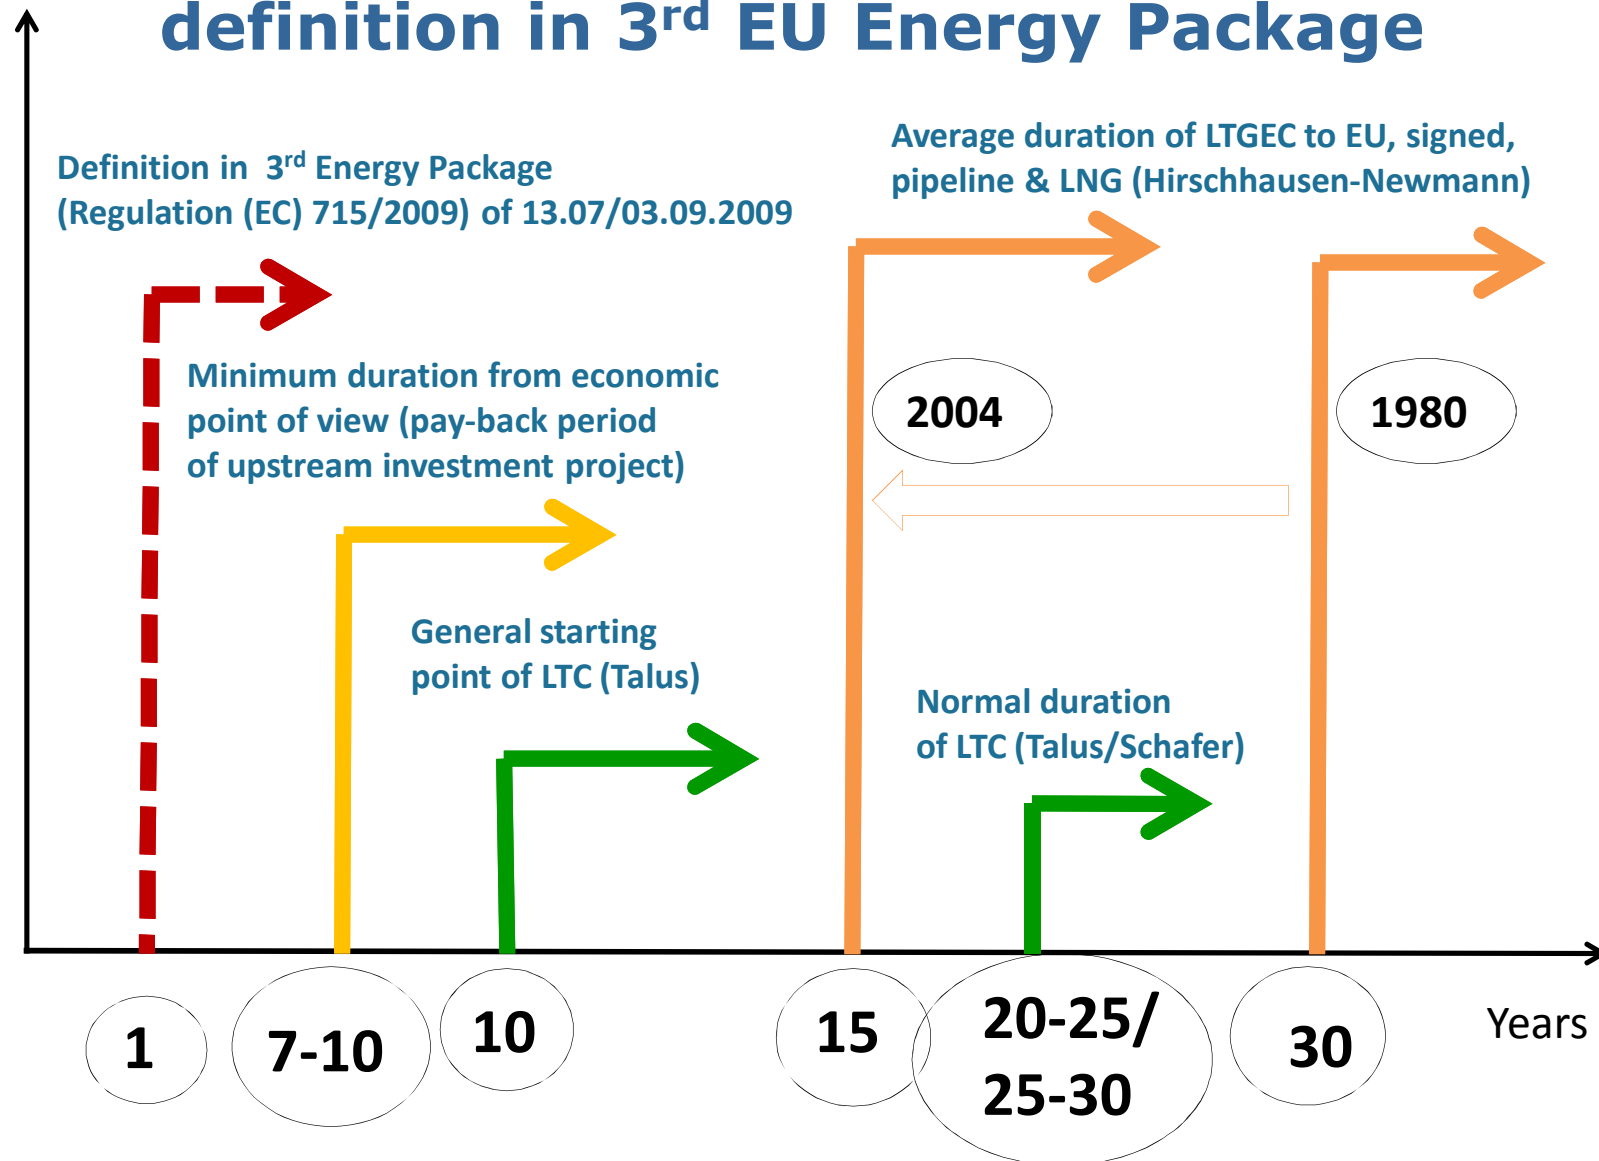 definition in 3rd EU Energy Package
Definition in 3rd Energy Package
(Regulation (EC) 715/2009) of 13.07/03.09.2009
Average duration of LTGEC to EU, signed,
pipeline & LNG (Hirschhausen-Newmann)
Minimum duration from economic
point of view (pay-back period
of upstream investment project)
2004
1980
General starting
point of LTC (Talus)
Normal duration
of LTC (Talus/Schafer)
1
7-10
10
15
20-25/
25-30
30
Years